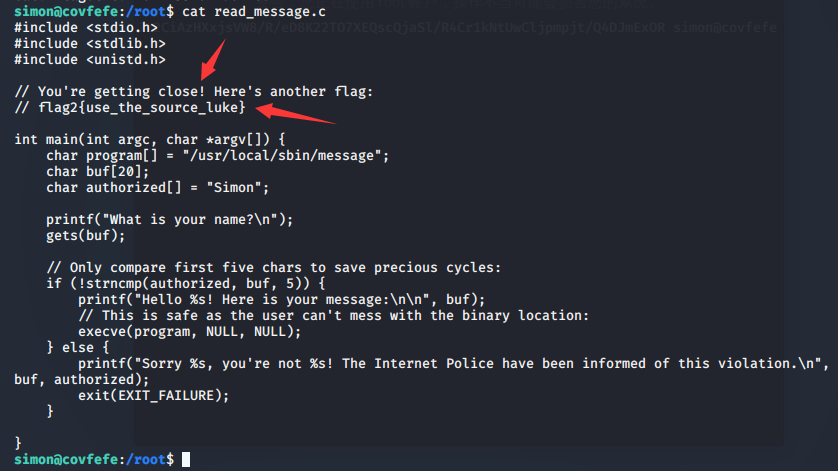 simon@covfefe:/root$ cat read_message.c
#include <stdio.h>
#include <stdlib.h>
#include <unistd.h>

// You're getting close! Here's another flag:
// flag2{use_the_source_luke}

int main(int argc, char *argv[]) {
    char program[] = "/usr/local/sbin/message";
    char buf[20];
    char authorized[] = "Simon";

    printf("What is your name?\n");
    gets(buf);

    // Only compare first five chars to save precious cycles:
    if (!strncmp(authorized, buf, 5)) {
        printf("Hello %s! Here is your message:\n\n", buf);
        // This is safe as the user can't mess with the binary location:
        execve(program, NULL, NULL);
    } else {
        printf("Sorry %s, you're not %s! The Internet Police have been informed of this violation.\n",
buf, authorized);
        exit(EXIT_FAILURE);
    }

}
simon@covfefe:/root$